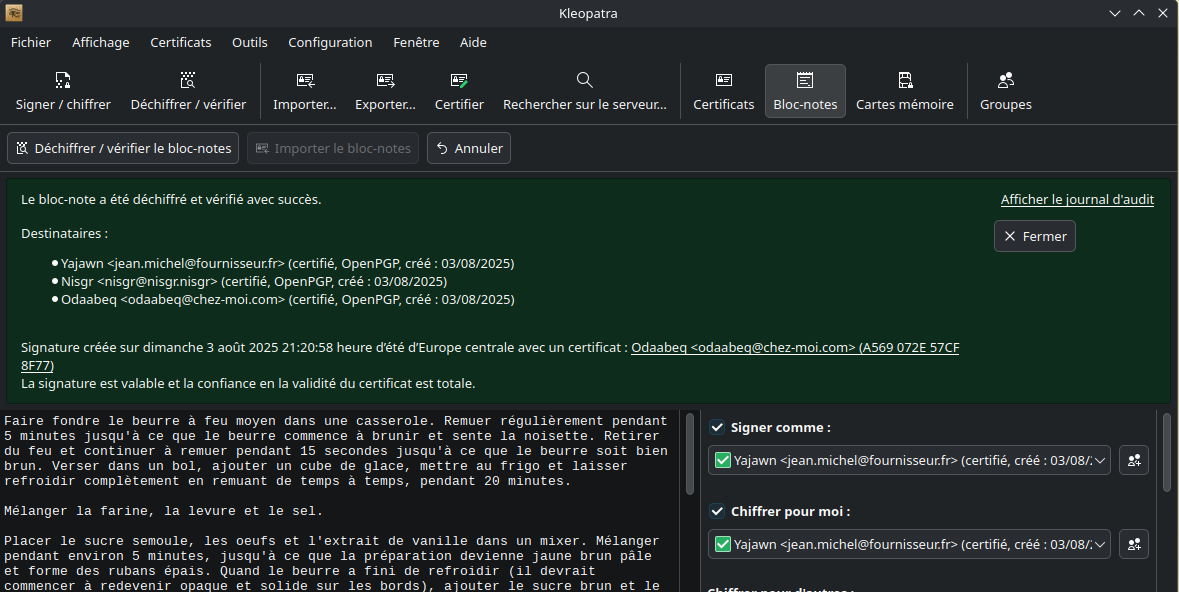 Kleopatra
Fichier Affichage Certificats Outils Configuration Fenêtre Aide
Signer / chiffrer Déchiffrer / vérifier Importer... Exporter... Certifier Rechercher sur le serveur... Certificats Bloc-notes Cartes mémoire Groupes
Déchiffrer / vérifier le bloc-notes Importer le bloc-notes Annuler
Le bloc-note a été déchiffré et vérifié avec succès.
Afficher le journal d'audit
Fermer
Destinataires :
Yajawn <jean.michel@fournisseur.fr> (certifié, OpenPGP, créé : 03/08/2025)
Nisgr <nisgr@nisgr.nisgr> (certifié, OpenPGP, créé : 03/08/2025)
Odaabeq <odaabeq@chez-moi.com> (certifié, OpenPGP, créé : 03/08/2025)
Signature créée sur dimanche 3 août 2025 21:20:58 heure d’été d’Europe centrale avec un certificat : Odaabeq <odaabeq@chez-moi.com> (A569 072E 57CF
8F77)
La signature est valable et la confiance en la validité du certificat est totale.
Faire fondre le beurre à feu moyen dans une casserole. Remuer régulièrement pendant
5 minutes jusqu'à ce que le beurre commence à brunir et sente la noisette. Retirer
du feu et continuer à remuer pendant 15 secondes jusqu'à ce que le beurre soit bien
brun. Verser dans un bol, ajouter un cube de glace, mettre au frigo et laisser
refroidir complètement en remuant de temps à temps, pendant 20 minutes.
Mélanger la farine, la levure et le sel.
Placer le sucre semoule, les oeufs et l'extrait de vanille dans un mixer. Mélanger
pendant environ 5 minutes, jusqu'à ce que la préparation devienne jaune brun pâle
et forme des rubans épais. Quand le beurre a fini de refroidir (il devrait
commencer à redevenir opaque et solide sur les bords), ajouter le sucre brun et le
Signer comme :
Yajawn <jean.michel@fournisseur.fr> (certifié, créé : 03/08/
Chiffrer pour moi :
Yajawn <jean.michel@fournisseur.fr> (certifié, créé : 03/08/
Chiffrer pour d'autres :